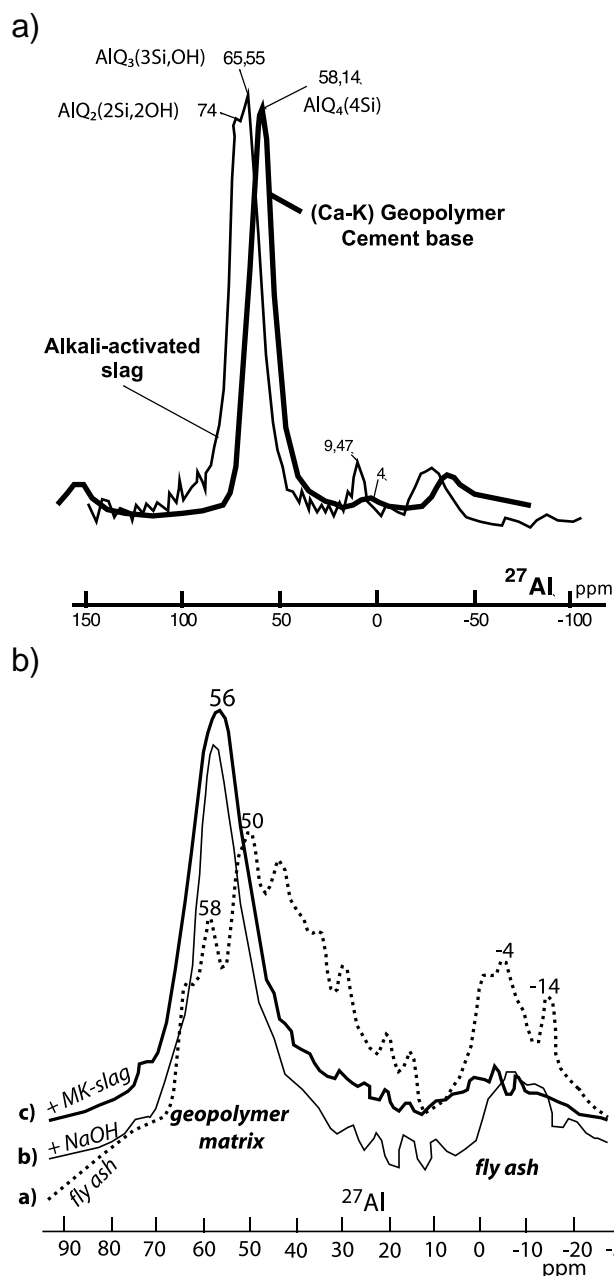 a)
AlQ₃(3Si,OH) 65,55
58,14
AlQ₂(2Si,2OH) 74
AlQ₄(4Si)
(Ca-K) Geopolymer
Cement base
Alkali-activated
slag
9,47
4
²⁷Al ppm
150 100 50 0 -50 -100
b)
56
50
58
-4
-14
c) + MK-slag
geopolymer
matrix
b) + NaOH
fly ash
a) fly ash
²⁷Al
90 80 70 60 50 40 30 20 10 0 -10 -20
ppm